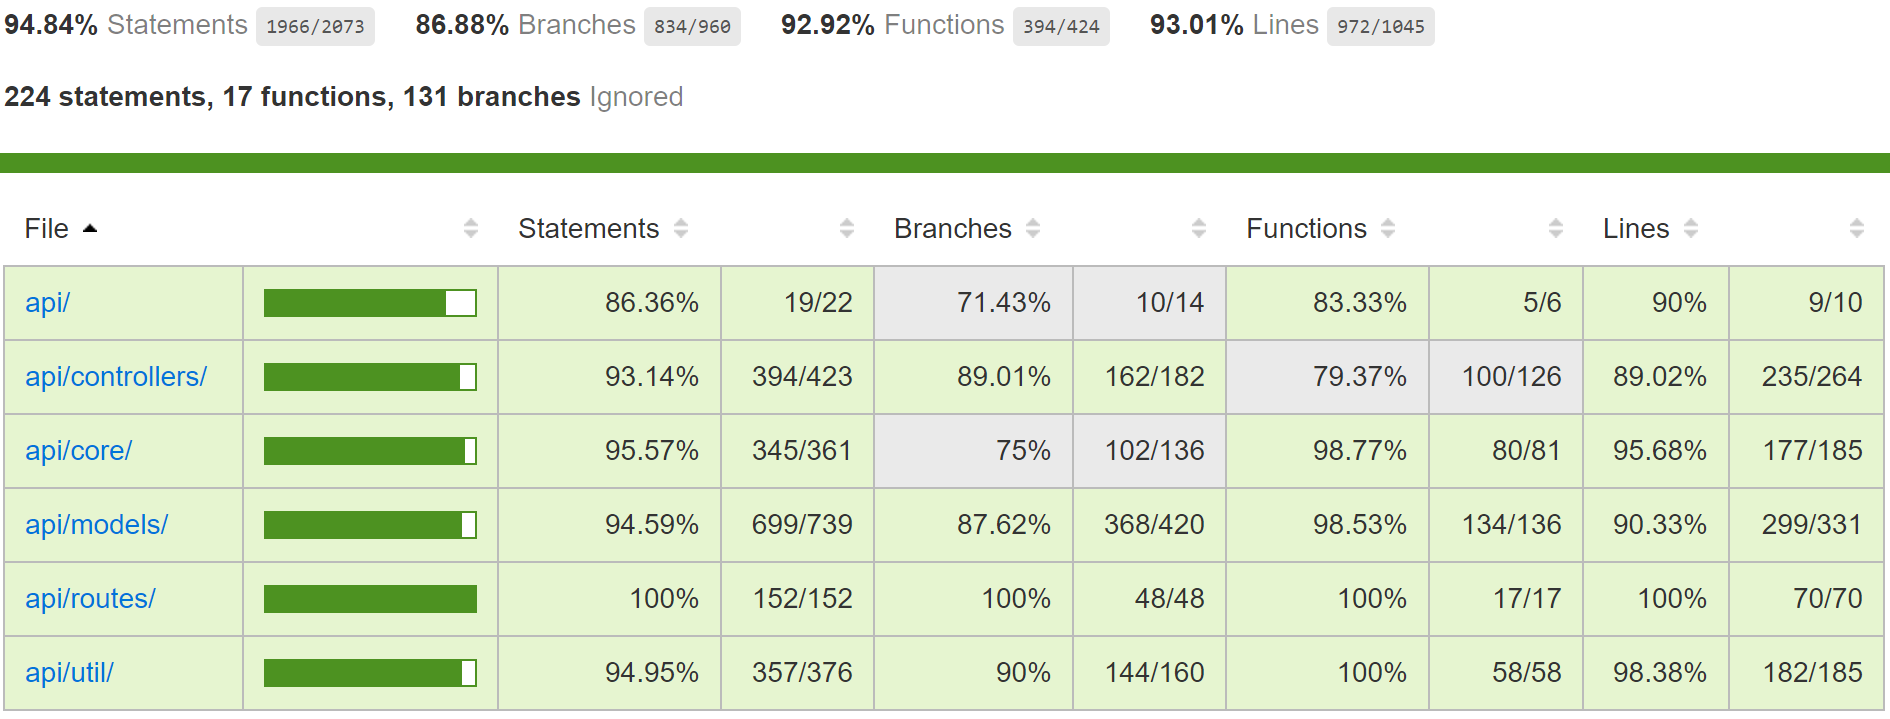 94.84% Statements 1966/2073 86.88% Branches 834/960 92.92% Functions 394/424 93.01% Lines 972/1045
224 statements, 17 functions, 131 branches Ignored
File Statements Branches Functions Lines
api/ 86.36% 19/22 71.43% 10/14 83.33% 5/6 90% 9/10
api/controllers/ 93.14% 394/423 89.01% 162/182 79.37% 100/126 89.02% 235/264
api/core/ 95.57% 345/361 75% 102/136 98.77% 80/81 95.68% 177/185
api/models/ 94.59% 699/739 87.62% 368/420 98.53% 134/136 90.33% 299/331
api/routes/ 100% 152/152 100% 48/48 100% 17/17 100% 70/70
api/util/ 94.95% 357/376 90% 144/160 100% 58/58 98.38% 182/185